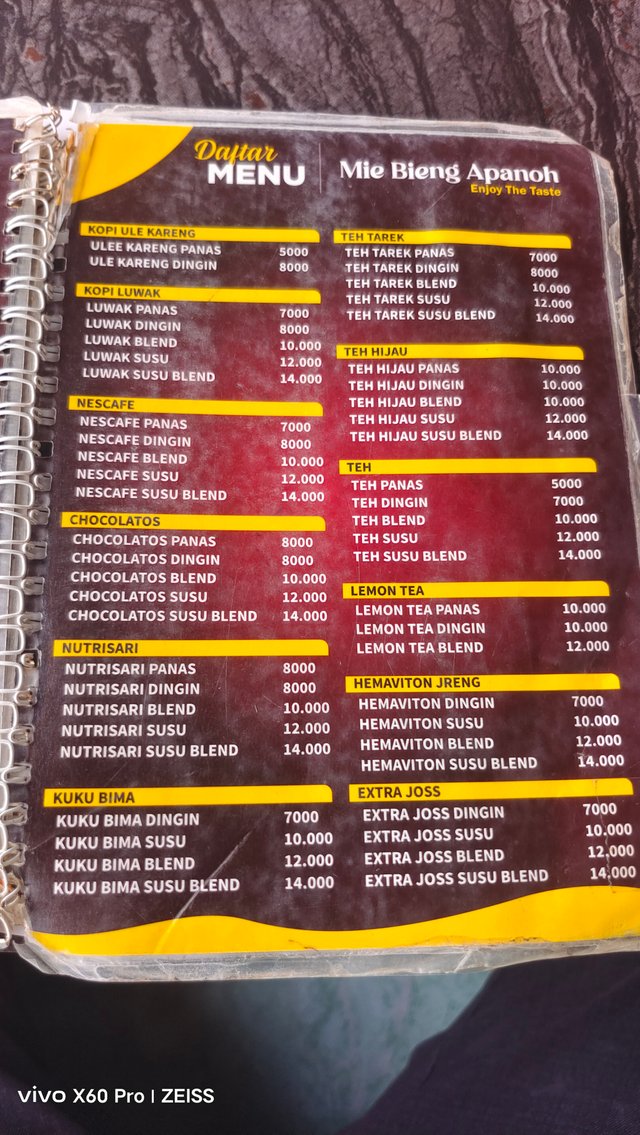 Daftar
MENU
Mie Bieng Apanoh
Enjoy The Taste
KOPI ULE KARENG
ULEE KARENG PANAS 5000
ULE KARENG DINGIN 8000
KOPI LUWAK
LUWAK PANAS 7000
LUWAK DINGIN 8000
LUWAK BLEND 10.000
LUWAK SUSU 12.000
LUWAK SUSU BLEND 14.000
NESCAFE
NESCAFE PANAS 7000
NESCAFE DINGIN 8000
NESCAFE BLEND 10.000
NESCAFE SUSU 12.000
NESCAFE SUSU BLEND 14.000
CHOCOLATOS
CHOCOLATOS PANAS 8000
CHOCOLATOS DINGIN 8000
CHOCOLATOS BLEND 10.000
CHOCOLATOS SUSU 12.000
CHOCOLATOS SUSU BLEND 14.000
NUTRISARI
NUTRISARI PANAS 8000
NUTRISARI DINGIN 8000
NUTRISARI BLEND 10.000
NUTRISARI SUSU 12.000
NUTRISARI SUSU BLEND 14.000
KUKU BIMA
KUKU BIMA DINGIN 7000
KUKU BIMA SUSU 10.000
KUKU BIMA BLEND 12.000
KUKU BIMA SUSU BLEND 14.000
TEH TAREK
TEH TAREK PANAS 7000
TEH TAREK DINGIN 8000
TEH TAREK BLEND 10.000
TEH TAREK SUSU 12.000
TEH TAREK SUSU BLEND 14.000
TEH HIJAU
TEH HIJAU PANAS 10.000
TEH HIJAU DINGIN 10.000
TEH HIJAU BLEND 10.000
TEH HIJAU SUSU 12.000
TEH HIJAU SUSU BLEND 14.000
TEH
TEH PANAS 5000
TEH DINGIN 7000
TEH BLEND 10.000
TEH SUSU 12.000
TEH SUSU BLEND 14.000
LEMON TEA
LEMON TEA PANAS 10.000
LEMON TEA DINGIN 10.000
LEMON TEA BLEND 12.000
HEMAVITON JRENG
HEMAVITON DINGIN 7000
HEMAVITON SUSU 10.000
HEMAVITON BLEND 12.000
HEMAVITON SUSU BLEND 14.000
EXTRA JOSS
EXTRA JOSS DINGIN 7000
EXTRA JOSS SUSU 10.000
EXTRA JOSS BLEND 12.000
EXTRA JOSS SUSU BLEND 14.000
vivo X60 Pro | ZEISS